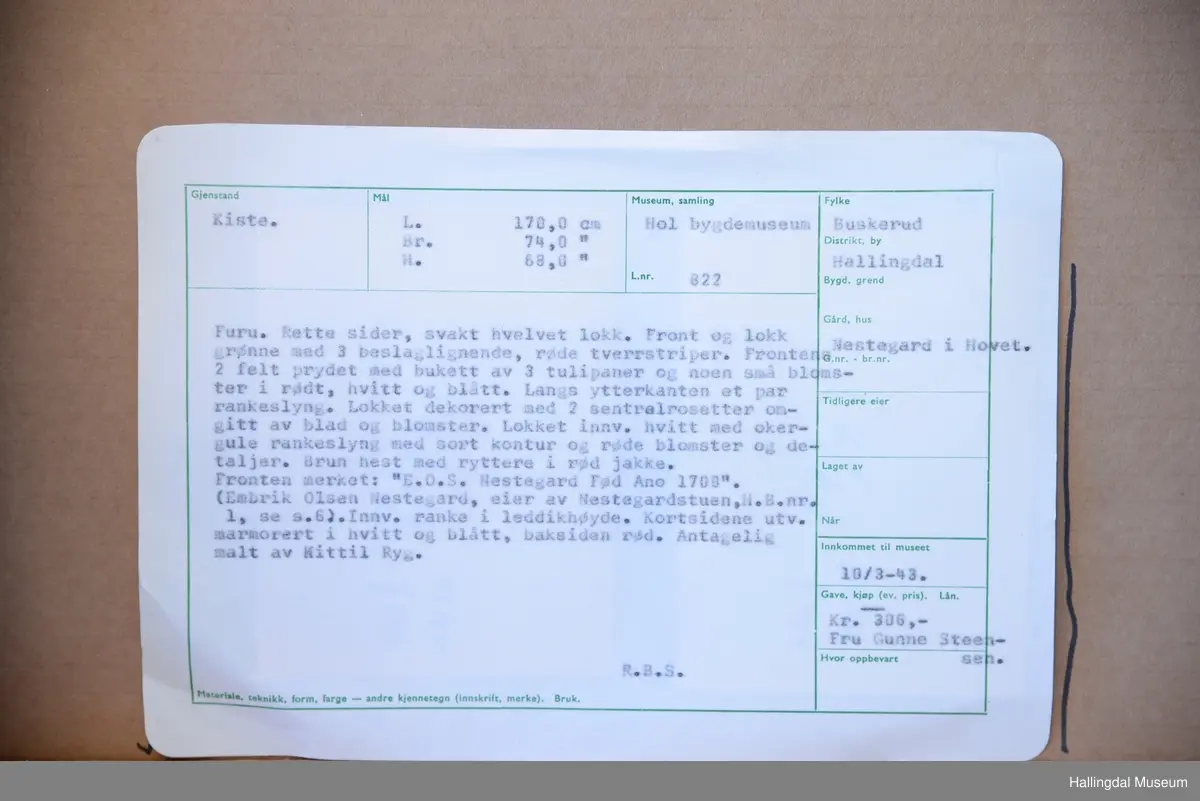 Gjenstand
Kiste.
Mål
L. 170,0 cm
Br. 74,0 "
H. 68,0 "
Museum, samling
Hol bygdemuseum
L.nr. 822
Fylke
Buskerud
Distrikt, by
Hallingdal
Bygd, grend
Gård, hus
Nestegard i Hovet.
G.nr. - br.nr.
Tidligere eier
Laget av
Når
Innkommet til museet
10/3-43.
Gave, kjøp (ev. pris). Lån.
Kr. 306,-
Fru Gunne Steen-
sen.
Hvor oppbevart
Furu. Rette sider, svakt hvelvet lokk. Front og lokk
grønne med 3 beslaglignende, røde tverrstriper. Frontens
2 felt prydet med bukett av 3 tulipaner og noen små bloms-
ter i rødt, hvitt og blått. Langs ytterkanten et par
rankeslyng. Lokket dekorert med 2 sentralrosetter om-
gitt av blad og blomster. Lokket innv. hvitt med oker-
gule rankeslyng med sort kontur og røde blomster og de-
taljer. Brun hest med ryttere i rød jakke.
Fronten merket: "E.O.S. Nestegard Fød Ano 1708".
(Embrik Olsen Nestegard, eier av Nestegardstuen, H.B.nr.
1, se s.6). Innv. ranke i leddikhøyde. Kortsidene utv.
marmorert i hvitt og blått, baksiden rød. Antagelig
malt av Kittil Ryg.
R.B.S.
Materiale, teknikk, form, farge — andre kjennetegn (innskrift, merke). Bruk.
Hallingdal Museum